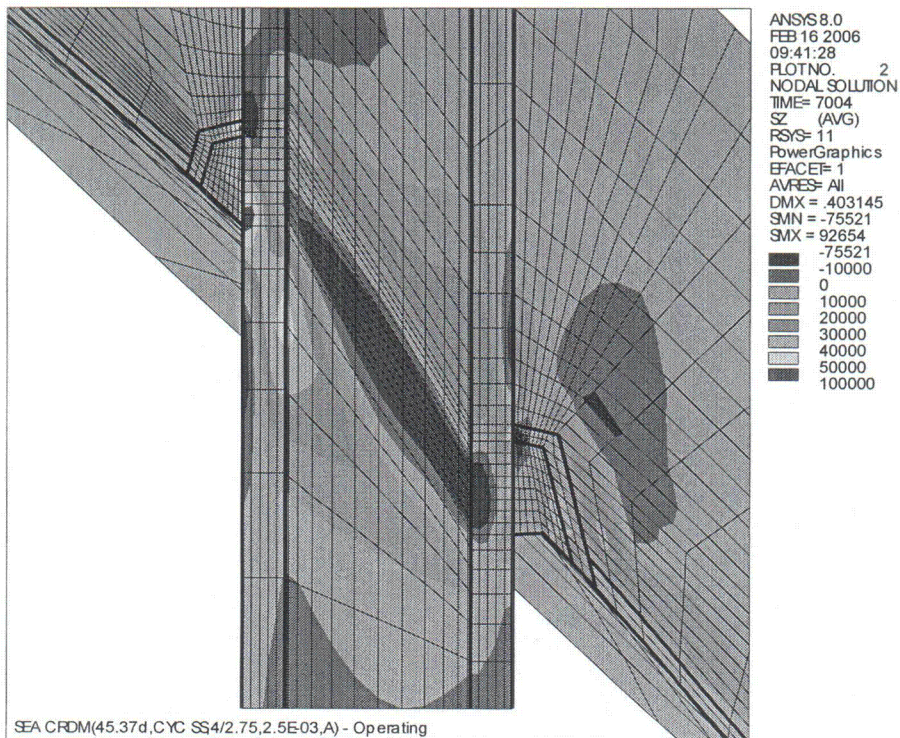 ANSYS 8.0
FEB 16 2006
09:41:28
PLOT NO. 2
NODAL SOLUTION
TIME= 7004
SZ (AVG)
RSYS= 11
PowerGraphics
EFACET= 1
AVRES= All
DMX = .403145
SMN = -75521
SMX = 92654
-75521
-10000
0
10000
20000
30000
40000
50000
100000
SEA CRDM(45.37d,CYC SS,4/2.75,2.5E-03,A) - Operating